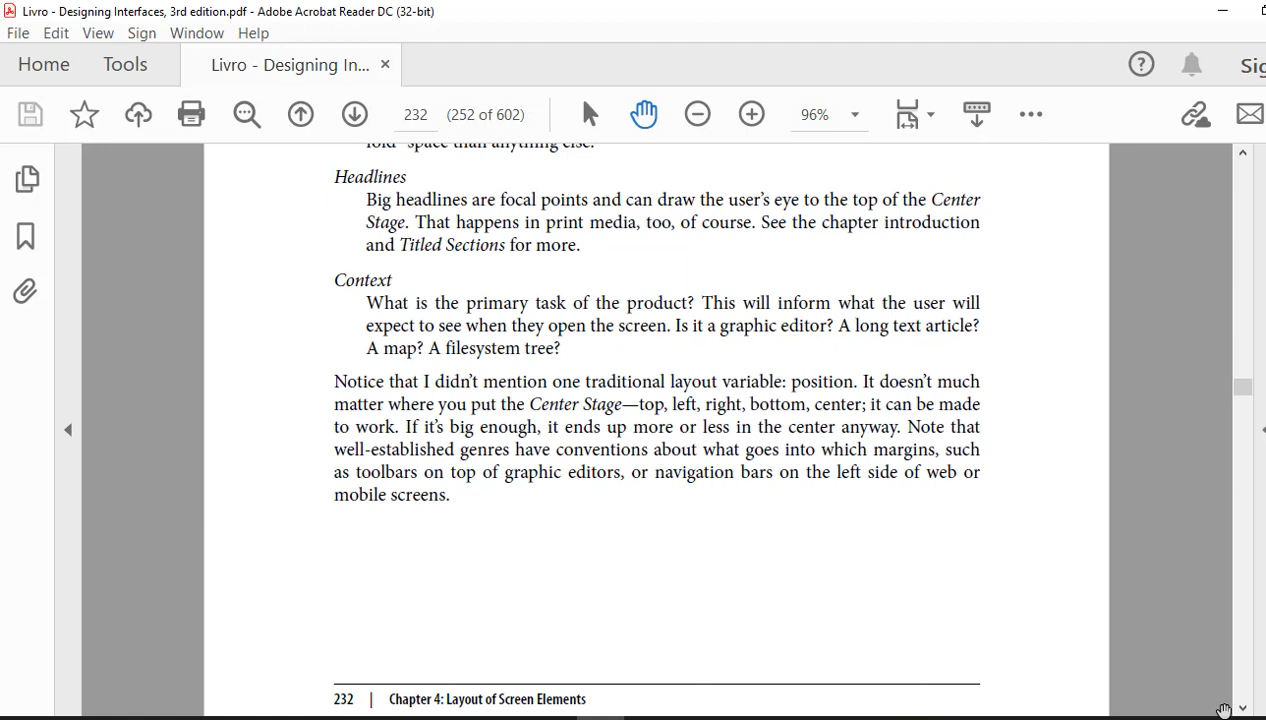 Livro - Designing Interfaces, 3rd edition.pdf - Adobe Acrobat Reader DC (32-bit)
File Edit View Sign Window Help
Home Tools Livro - Designing In... × Sig
232 (252 of 602) 96%
fold” space than anything else.
Headlines
Big headlines are focal points and can draw the user’s eye to the top of the Center
Stage. That happens in print media, too, of course. See the chapter introduction
and Titled Sections for more.
Context
What is the primary task of the product? This will inform what the user will
expect to see when they open the screen. Is it a graphic editor? A long text article?
A map? A filesystem tree?
Notice that I didn’t mention one traditional layout variable: position. It doesn’t much
matter where you put the Center Stage—top, left, right, bottom, center; it can be made
to work. If it’s big enough, it ends up more or less in the center anyway. Note that
well-established genres have conventions about what goes into which margins, such
as toolbars on top of graphic editors, or navigation bars on the left side of web or
mobile screens.
232 | Chapter 4: Layout of Screen Elements